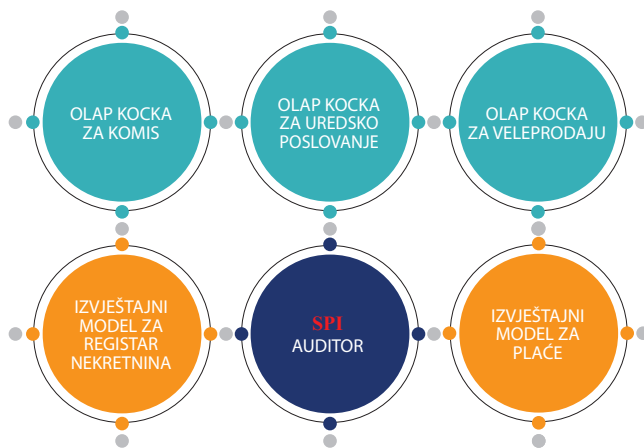 OLAP KOCKA
ZA KOMIS
OLAP KOCKA
ZA UREDSKO
POSLOVANJE
OLAP KOCKA
ZA VELEPRODAJU
IZVJEŠTAJNI
MODEL ZA
REGISTAR
NEKRETNINA
SPI
AUDITOR
IZVJEŠTAJNI
MODEL ZA
PLAĆE